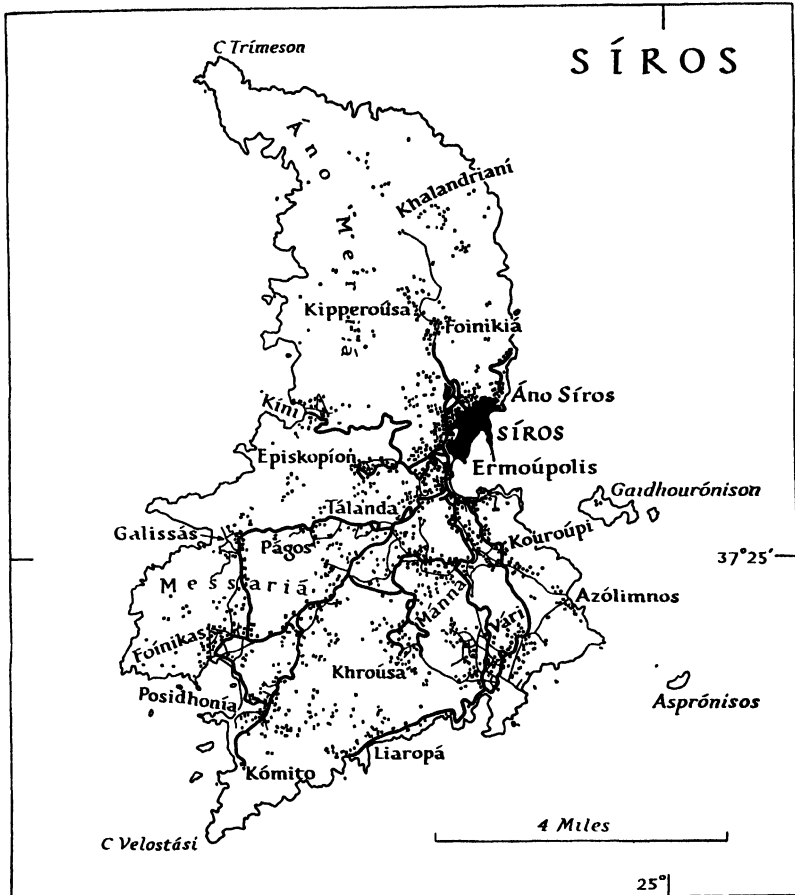 C Trímeson
SÍROS
Áno Meriá
Khalandrianí
Kipperoúsa
Foinikiá
Kíni
Áno Síros
SÍROS
Episkopíon
Ermoúpolis
Gaidhourónison
Tálanda
Galissás
Págos
Kouroúpi
37°25'
Messariá
Mánna
Azólimnos
Vári
Foínikas
Khroúsa
Posidhonía
Asprónisos
Liaropá
Kómito
4 Miles
C Velostási
25°